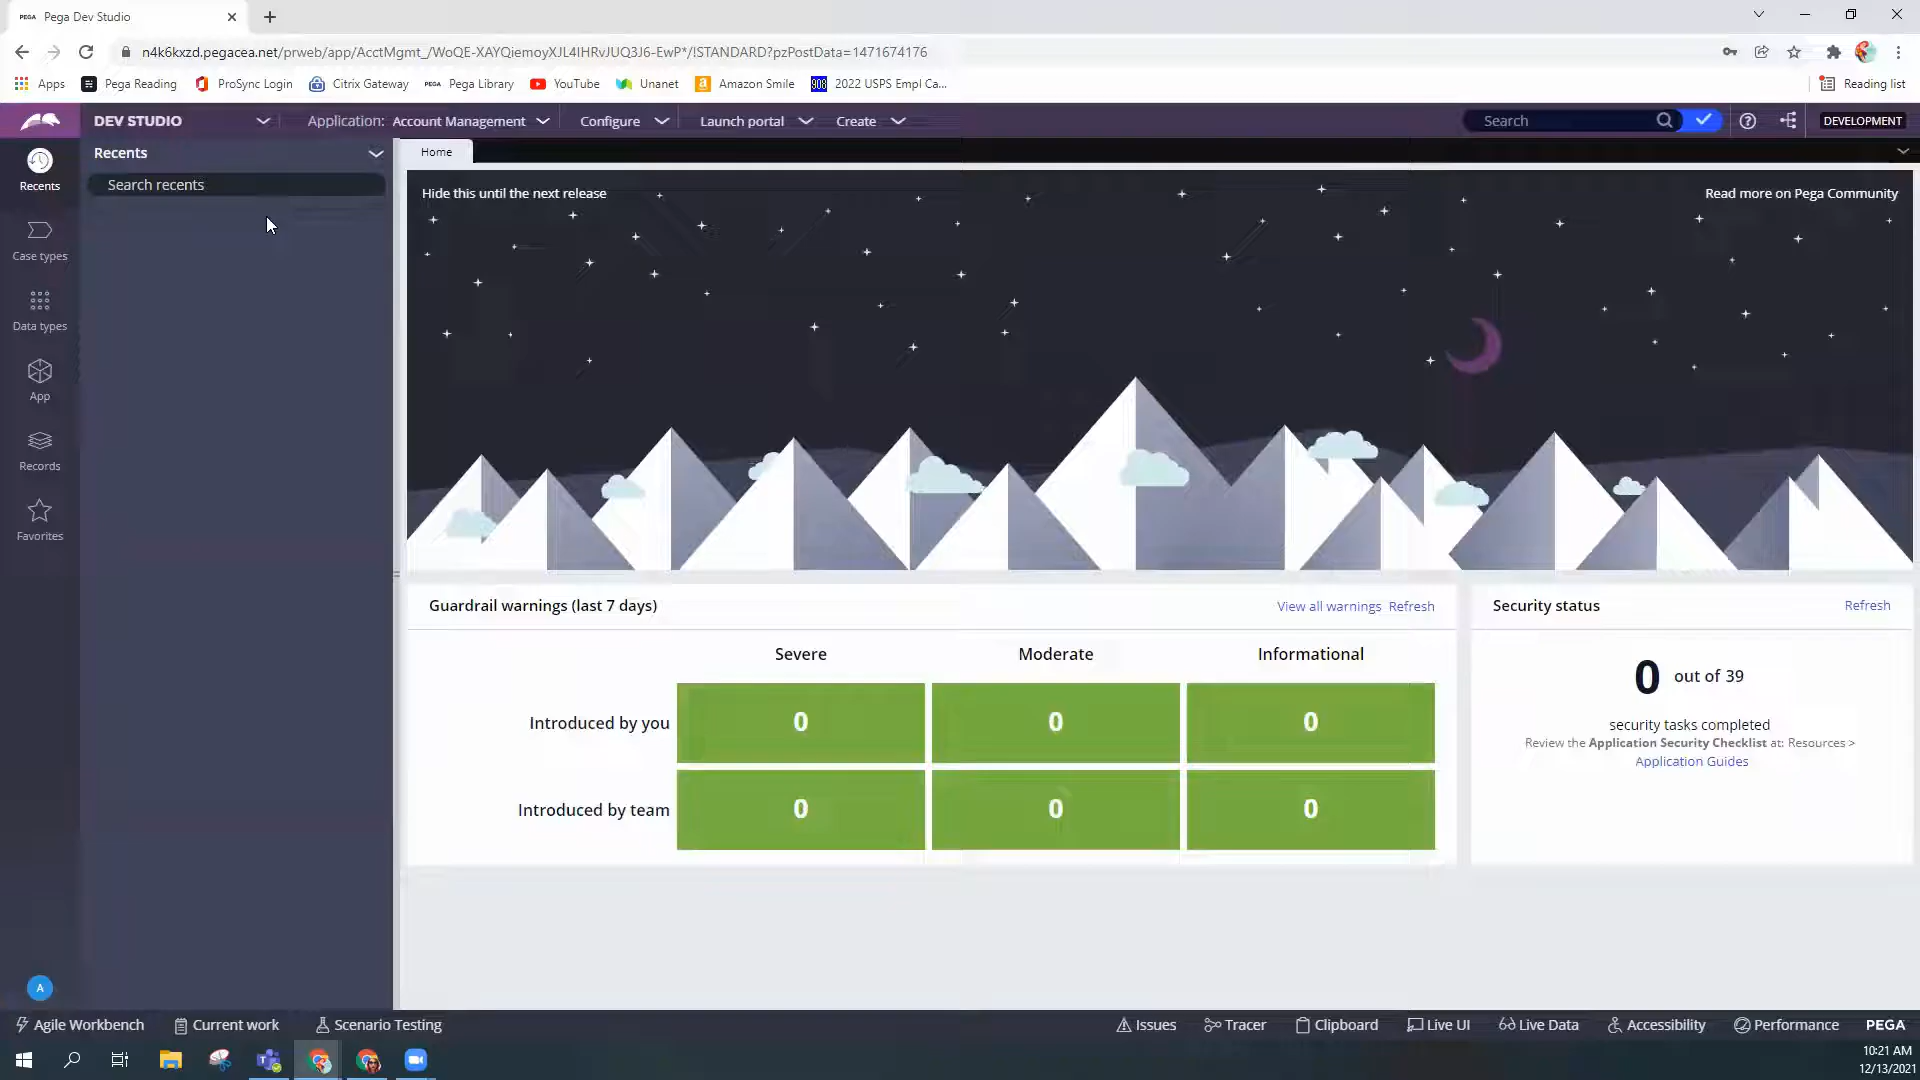 PEGA Pega Dev Studio
n4k6kxzd.pegacea.net/prweb/app/AcctMgmt_/WoQE-XAYQiemoyXJL4lHRvJUQ3J6-EwP*/!STANDARD?pzPostData=1471674176
Apps Pega Reading ProSync Login Citrix Gateway PEGA Pega Library YouTube Unanet Amazon Smile 908 2022 USPS Empl Ca... Reading list
DEV STUDIO Application: Account Management Configure Launch portal Create Search DEVELOPMENT
Recents
Home
Search recents
Recents
Case types
Data types
App
Records
Favorites
A
Hide this until the next release Read more on Pega Community
Guardrail warnings (last 7 days) View all warnings Refresh
Severe Moderate Informational
Introduced by you 0 0 0
Introduced by team 0 0 0
Security status Refresh
0 out of 39
security tasks completed
Review the Application Security Checklist at: Resources >
Application Guides
Agile Workbench Current work Scenario Testing Issues Tracer Clipboard Live UI Live Data Accessibility Performance PEGA
10:21 AM
12/13/2021